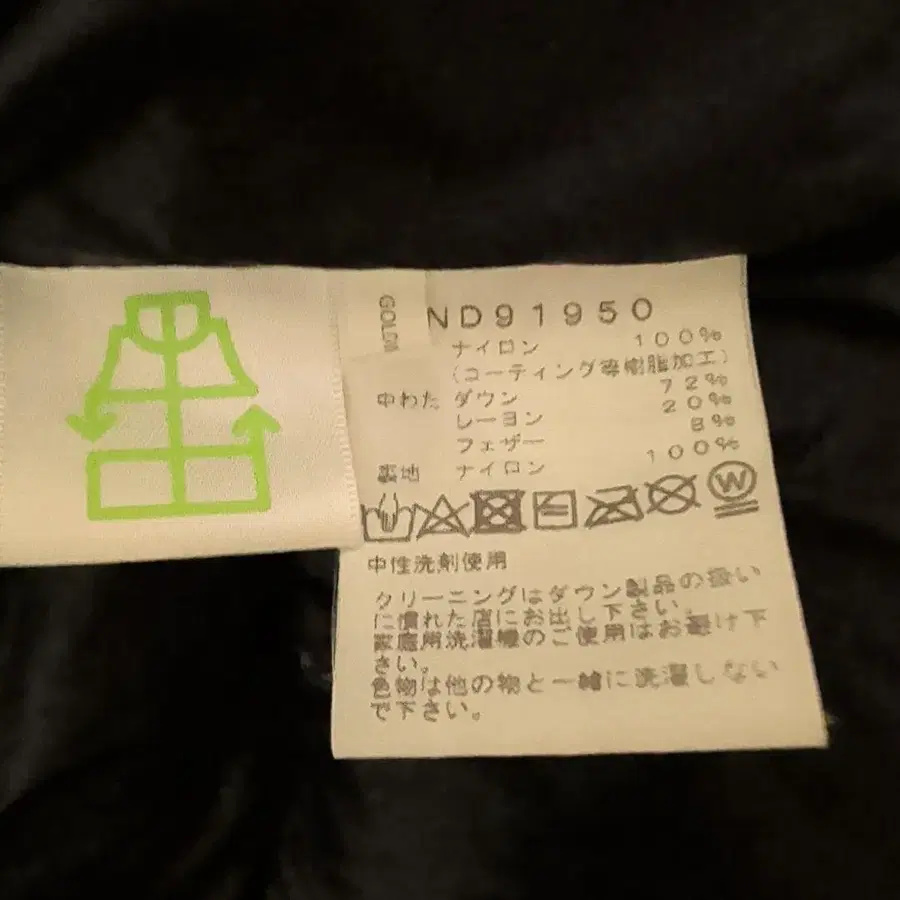 GOLDW
ND91950
ナイロン 100%
(コーティング等樹脂加工)
中わた ダウン 72%
レーヨン 20%
フェザー 8%
裏地 ナイロン 100%
W
中性洗剤使用
クリーニングはダウン製品の扱い
に慣れた店にお出し下さい。
家庭用洗濯機のご使用はお避け下
さい。
色物は他の物と一緒に洗濯しない
で下さい。